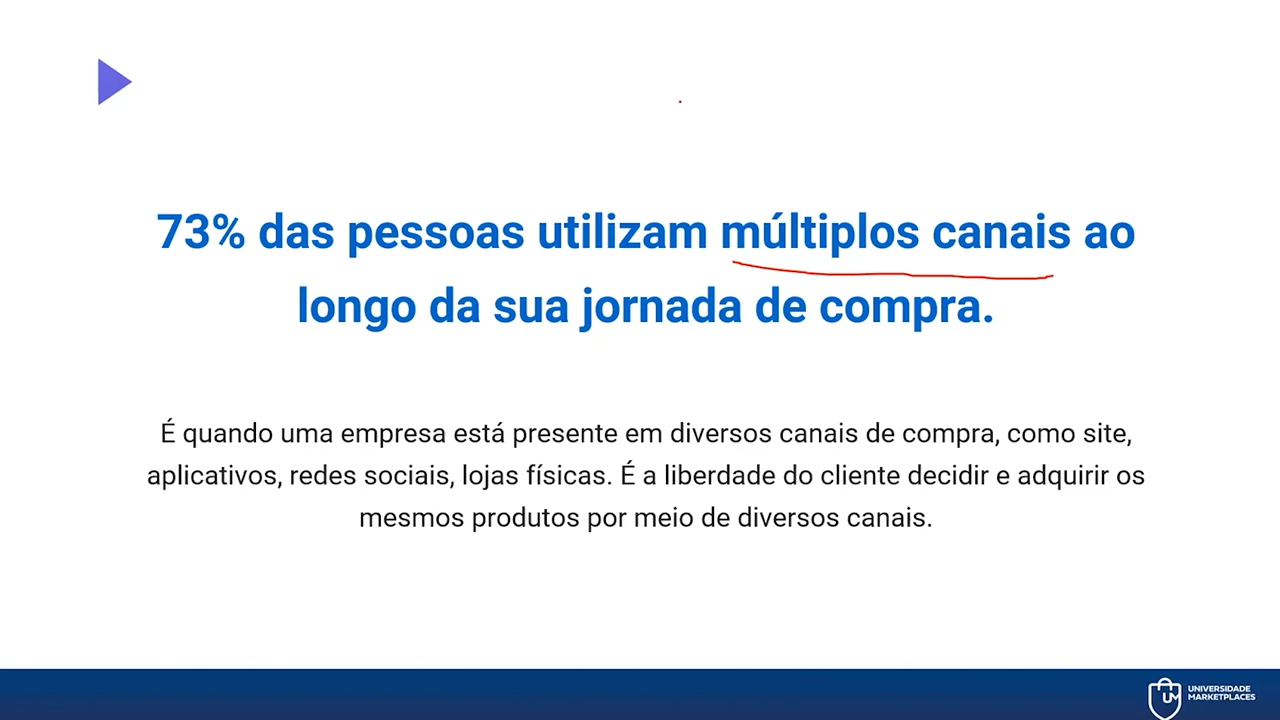 73% das pessoas utilizam múltiplos canais ao
longo da sua jornada de compra.
É quando uma empresa está presente em diversos canais de compra, como site,
aplicativos, redes sociais, lojas físicas. É a liberdade do cliente decidir e adquirir os
mesmos produtos por meio de diversos canais.
UM
UNIVERSIDADE
MARKETPLACES